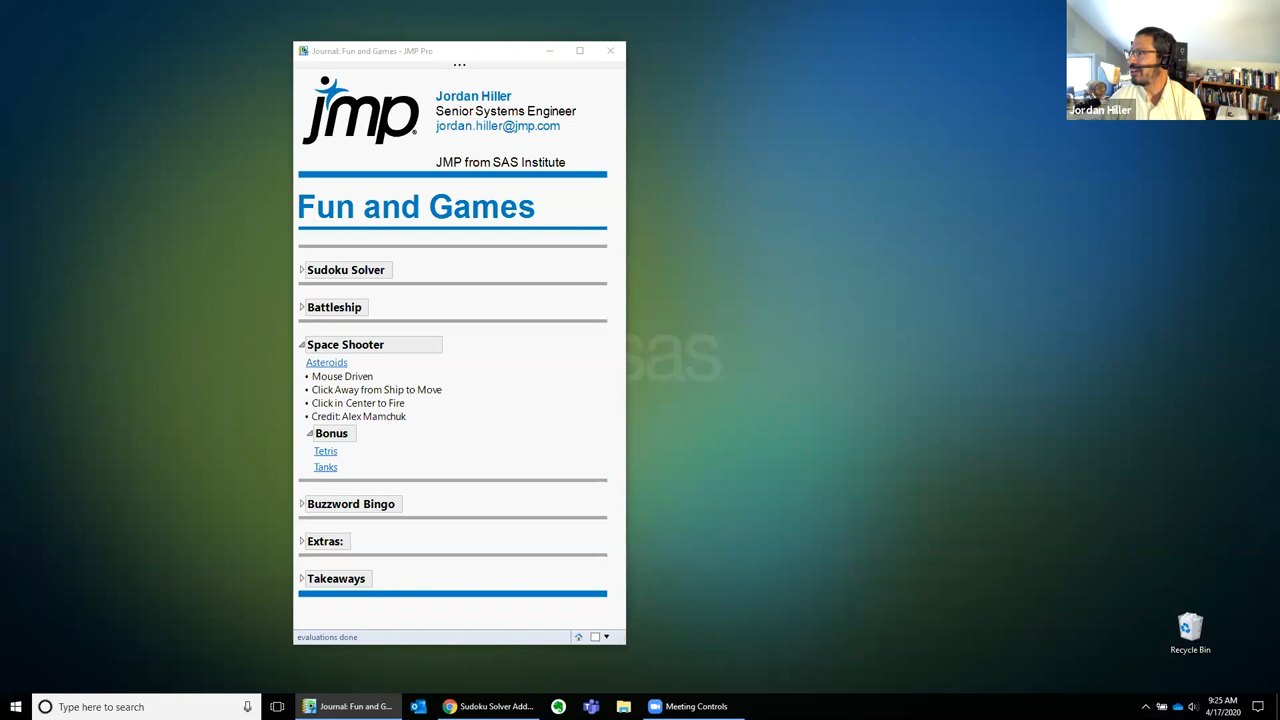 Journal: Fun and Games - JMP Pro
...
jmp
Jordan Hiller
Senior Systems Engineer
jordan.hiller@jmp.com
JMP from SAS Institute
Fun and Games
Sudoku Solver
Battleship
Space Shooter
Asteroids
• Mouse Driven
• Click Away from Ship to Move
• Click in Center to Fire
• Credit: Alex Mamchuk
Bonus
Tetris
Tanks
Buzzword Bingo
Extras:
Takeaways
evaluations done
sas
Jordan Hiller
Recycle Bin
Type here to search
Journal: Fun and G...
Sudoku Solver Add...
Meeting Controls
9:25 AM
4/17/2020